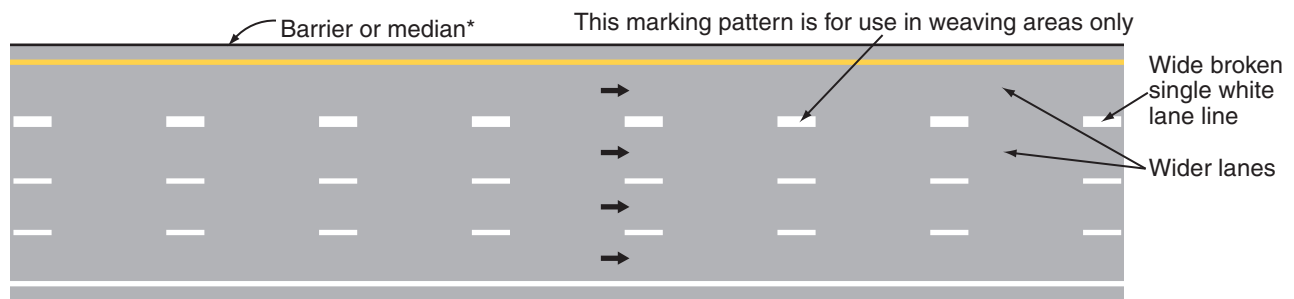 This marking pattern is for use in weaving areas only
Barrier or median*
Wide broken
single white
lane line
Wider lanes